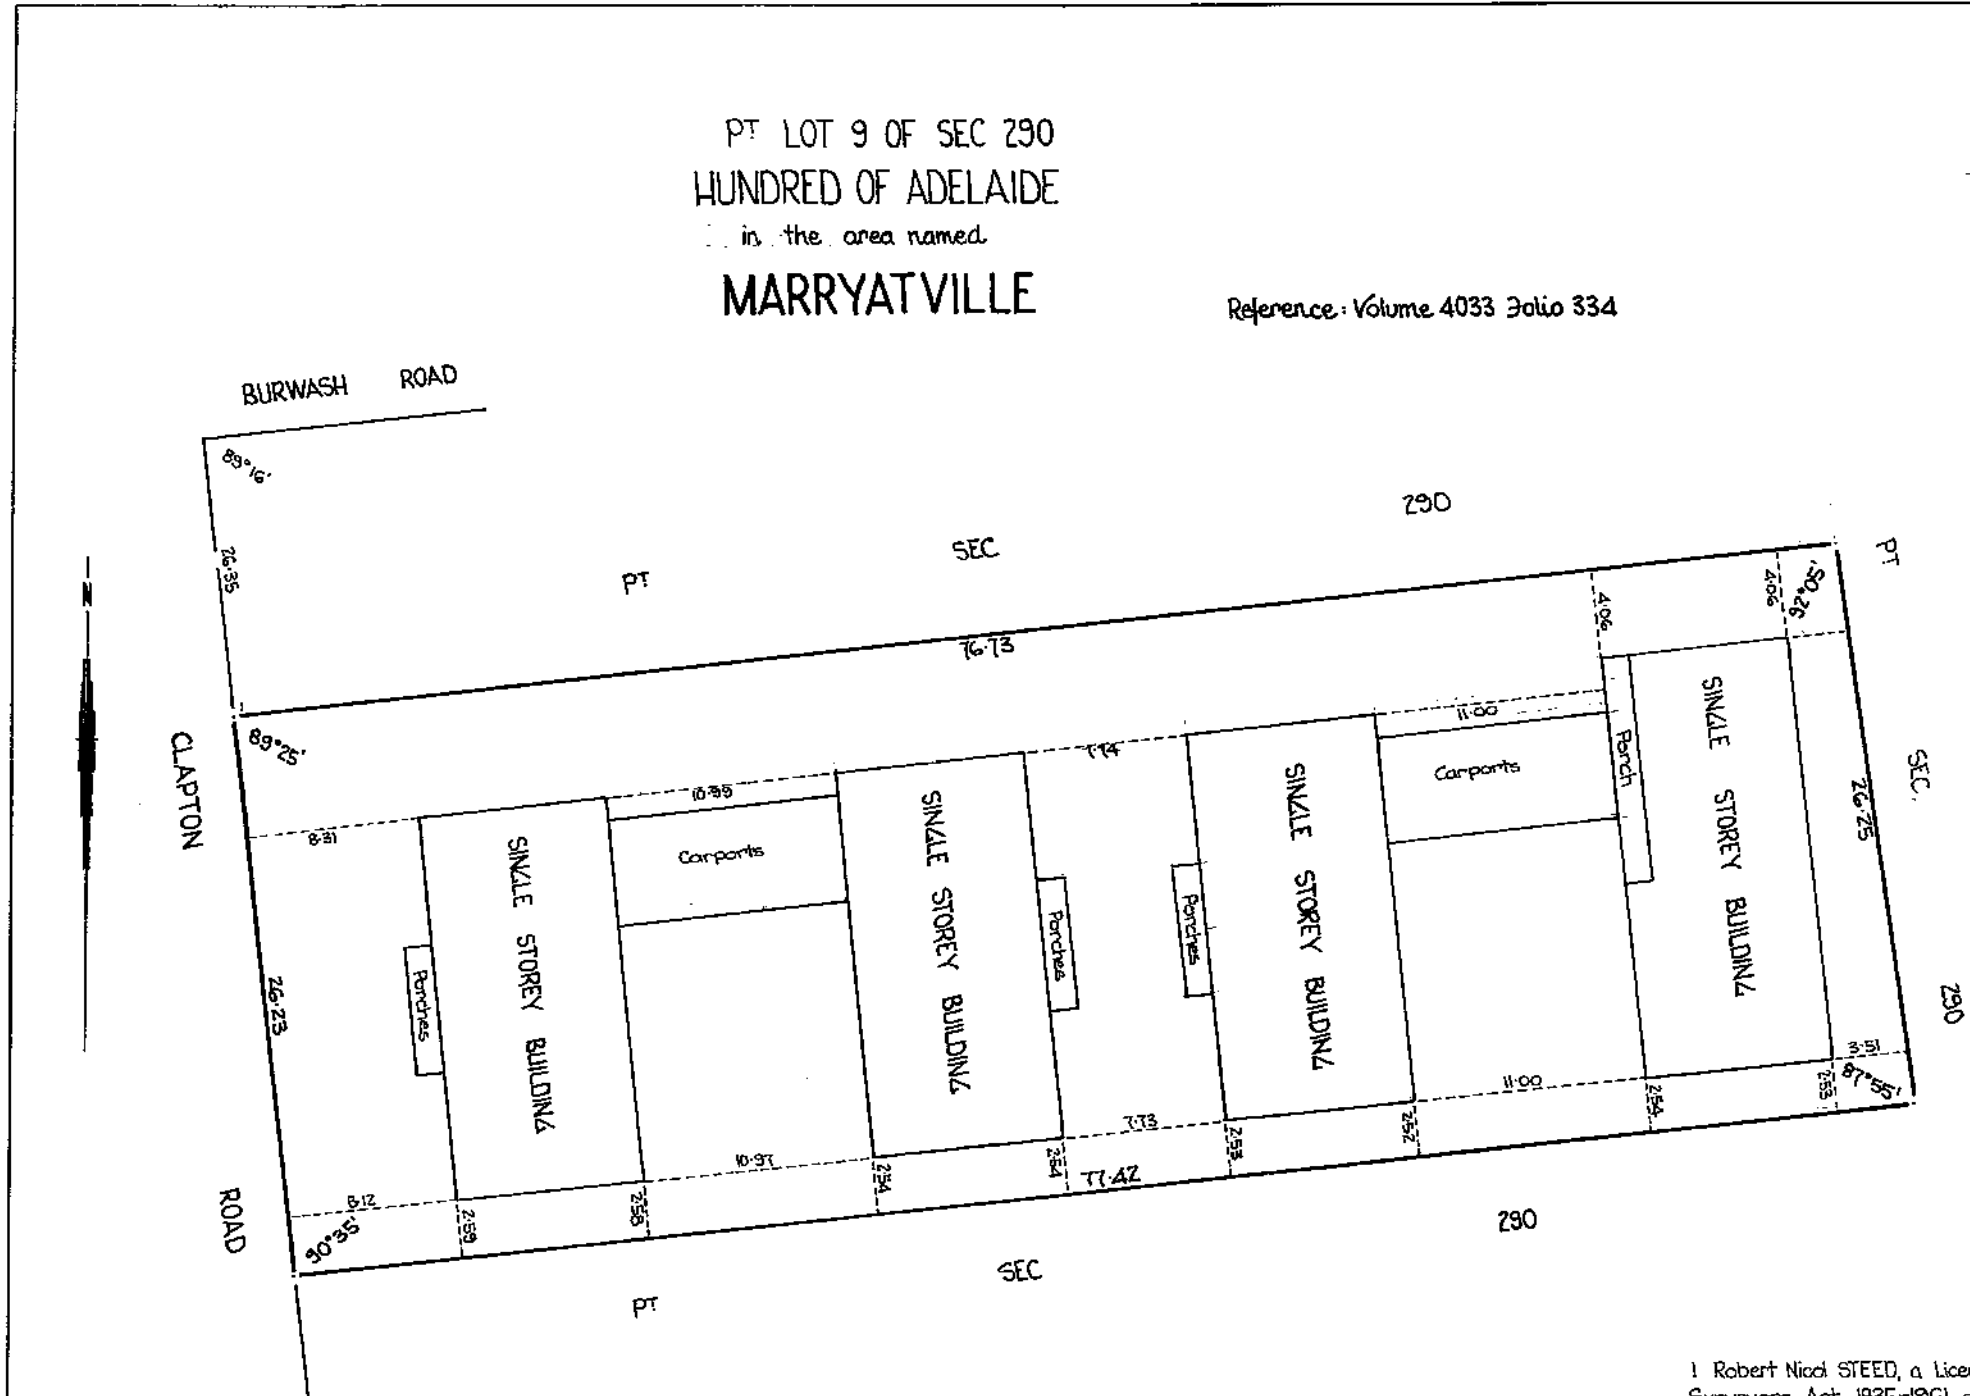 PT LOT 9 OF SEC 290
HUNDRED OF ADELAIDE
in the area named
MARRYATVILLE
Reference: Volume 4033 Folio 334
BURWASH ROAD
89°16'
26·35
PT SEC 290
PT SEC. 290
76·73
4·06
4·06
92°05'
CLAPTON ROAD
89°25'
8·31
10·99
7·74
11·00
Carports
Carports
Porch
SINGLE STOREY BUILDING
SINGLE STOREY BUILDING
SINGLE STOREY BUILDING
SINGLE STOREY BUILDING
Porches
Porches
Porches
26·23
26·25
8·12
10·97
7·73
11·00
3·51
90°35'
87°55'
2·59
2·58
2·54
2·54
2·53
2·52
2·54
2·53
77·42
PT SEC 290
1 Robert Nicol STEED, a